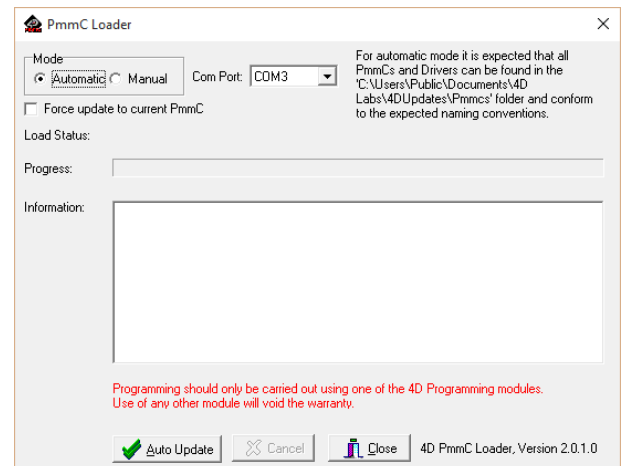 PmmC Loader
Mode
Automatic
Manual
Com Port:
COM3
For automatic mode it is expected that all
PmmCs and Drivers can be found in the
'C:\Users\Public\Documents\4D
Labs\4DUpdates\Pmmcs' folder and conform
to the expected naming conventions.
Force update to current PmmC
Load Status:
Progress:
Information:
Programming should only be carried out using one of the 4D Programming modules.
Use of any other module will void the warranty.
Auto Update
Cancel
Close
4D PmmC Loader, Version 2.0.1.0